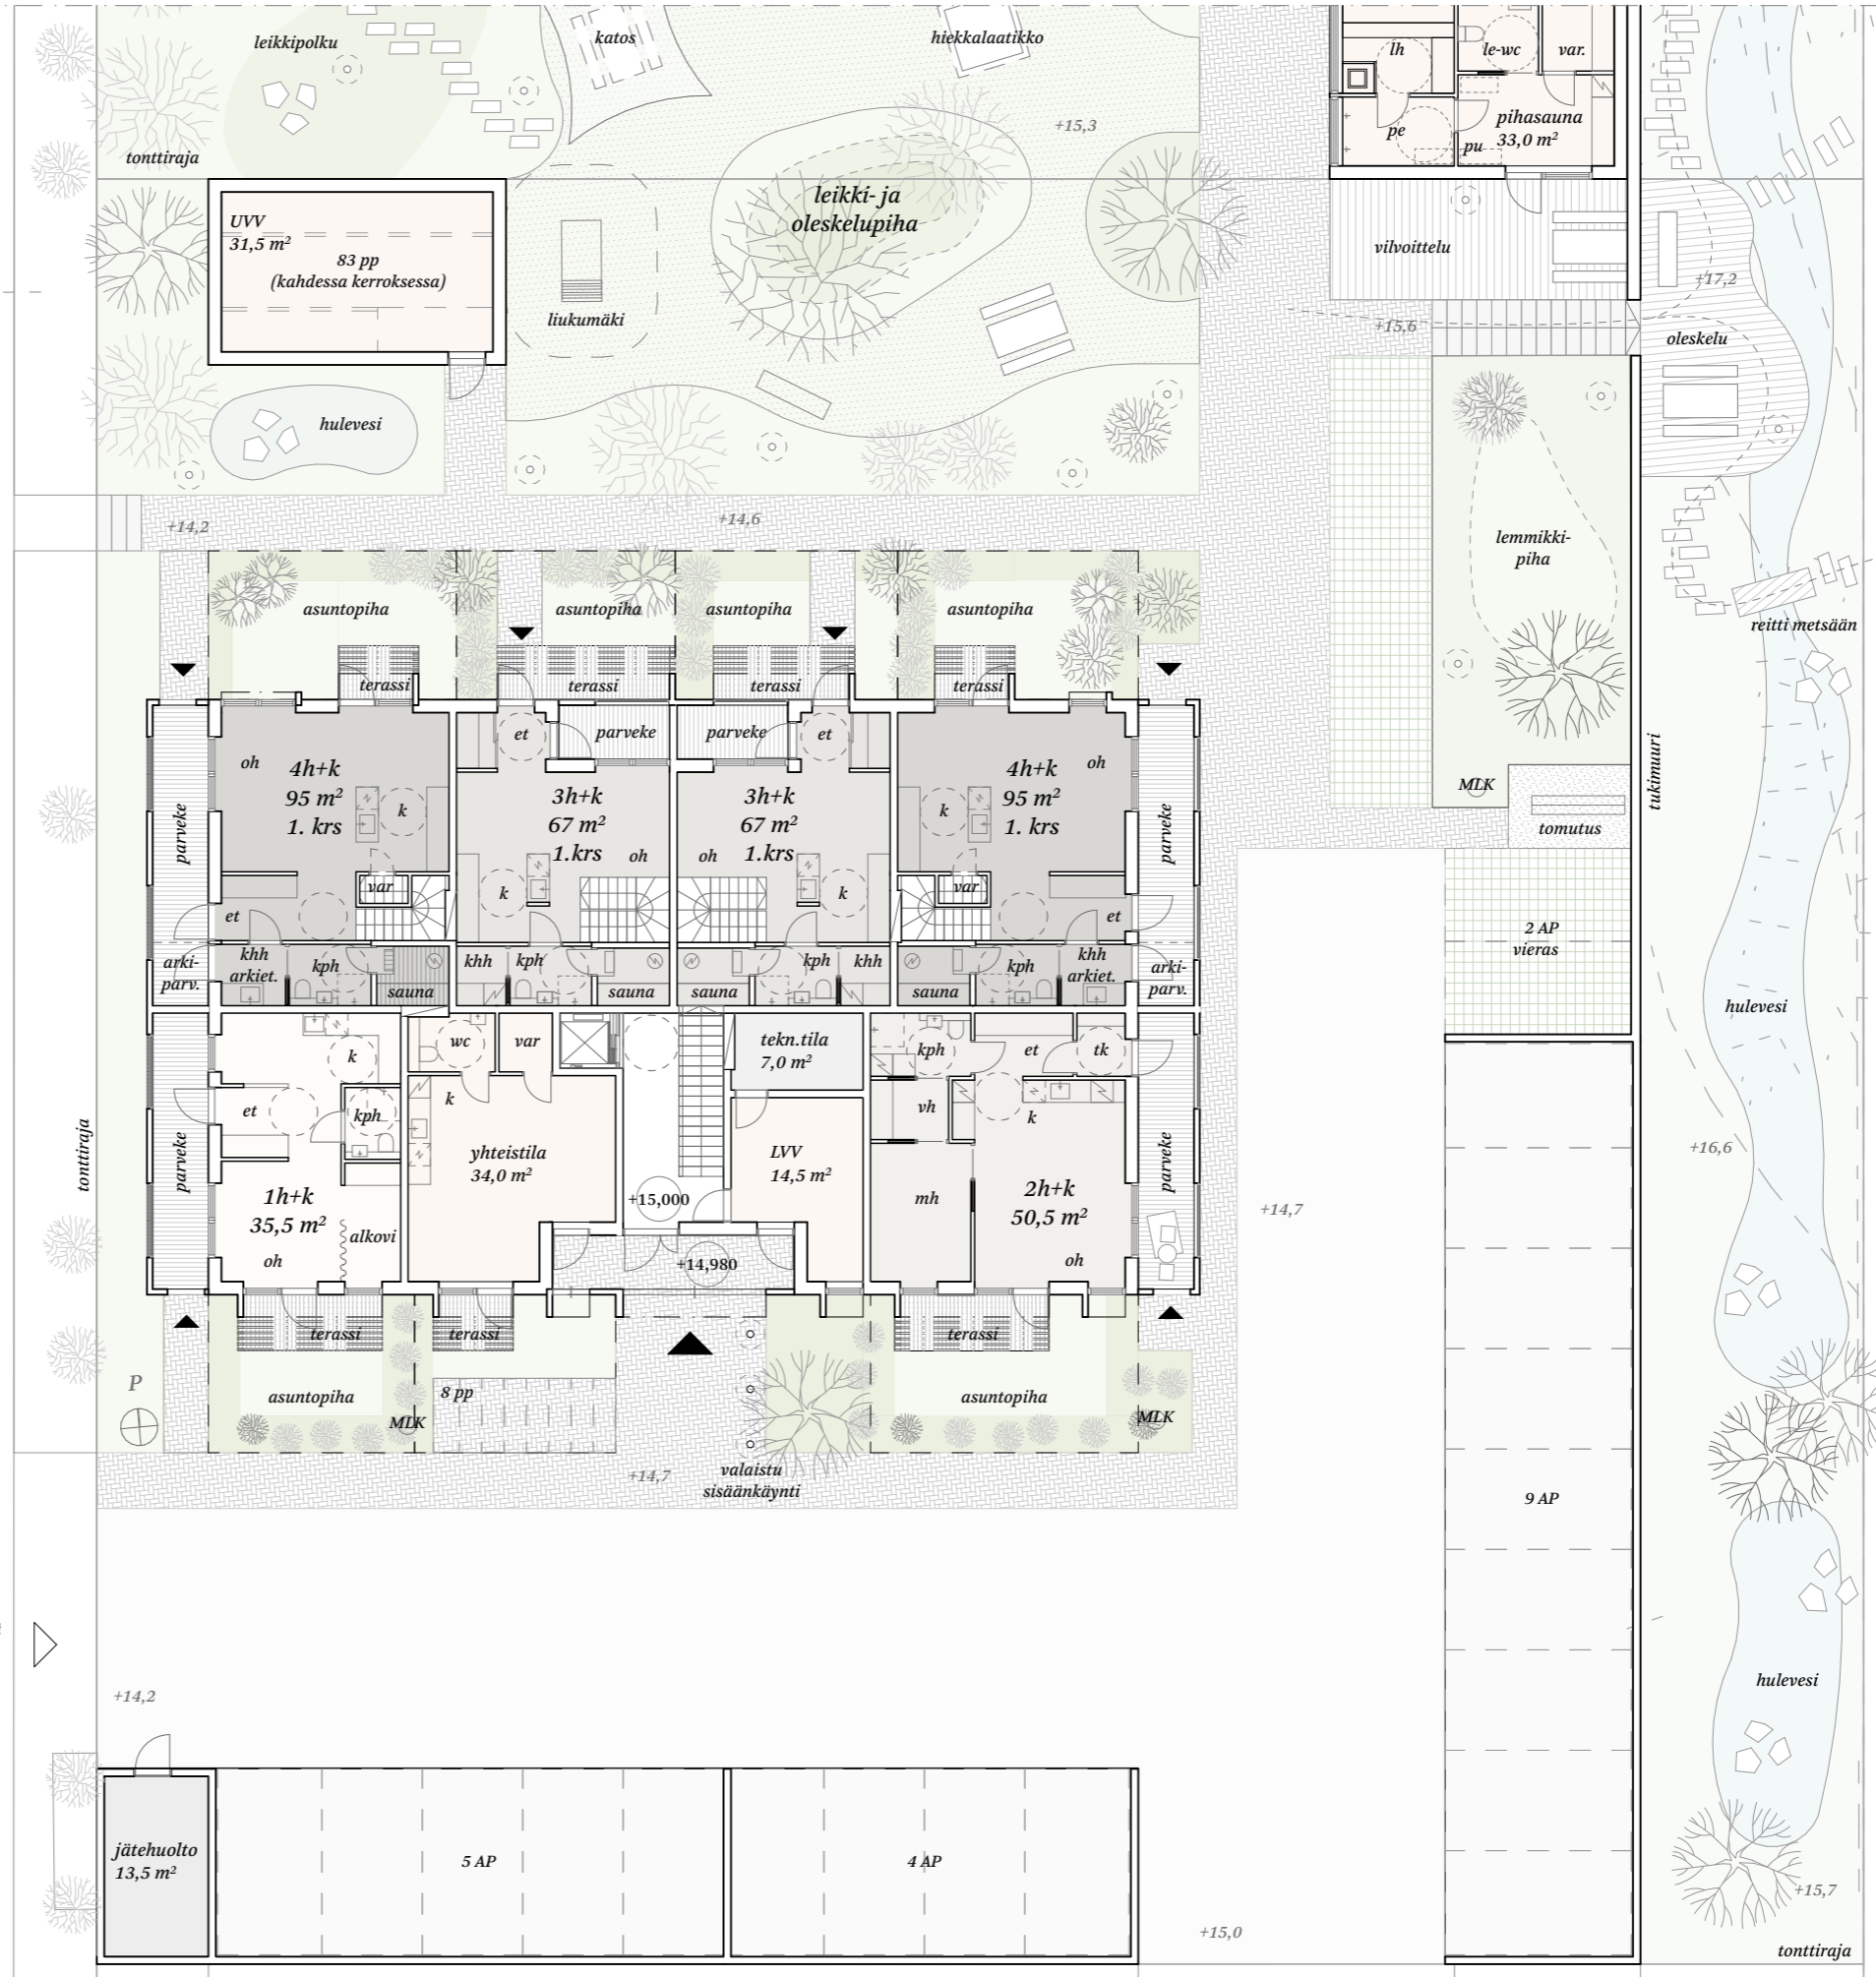 leikkipolku
katos
hiekkalaatikko
lh
le-wc
var.
+15,3
pe
pu
pihasauna
33,0 m²
tonttiraja
UVV
31,5 m²
83 pp
(kahdessa kerroksessa)
leikki- ja
oleskelupiha
liukumäki
vilvoittelu
+17,2
+15,6
oleskelu
hulevesi
+14,2
+14,6
lemmikki-
piha
asuntopiha
asuntopiha
asuntopiha
asuntopiha
reitti metsään
terassi
terassi
terassi
terassi
oh
4h+k
95 m²
1. krs
k
et
parveke
3h+k
67 m²
1.krs
oh
k
parveke
et
3h+k
67 m²
1.krs
oh
k
4h+k
95 m²
1. krs
oh
k
parveke
parveke
MLK
tomutus
tukimuuri
var
et
var
et
2 AP
vieras
arki-
parv.
khh
arkiet.
kph
sauna
khh
kph
sauna
sauna
kph
khh
sauna
kph
khh
arkiet.
arki-
parv.
hulevesi
k
wc
var
tekn.tila
7,0 m²
kph
et
tk
et
kph
k
vh
k
tonttiraja
parveke
yhteistila
34,0 m²
LVV
14,5 m²
parveke
+16,6
1h+k
35,5 m²
alkovi
oh
+15,000
mh
2h+k
50,5 m²
oh
+14,7
+14,980
terassi
terassi
terassi
P
asuntopiha
MLK
8 pp
asuntopiha
MLK
+14,7
valaistu
sisäänkäynti
9 AP
hulevesi
+14,2
jätehuolto
13,5 m²
5 AP
4 AP
+15,7
+15,0
tonttiraja